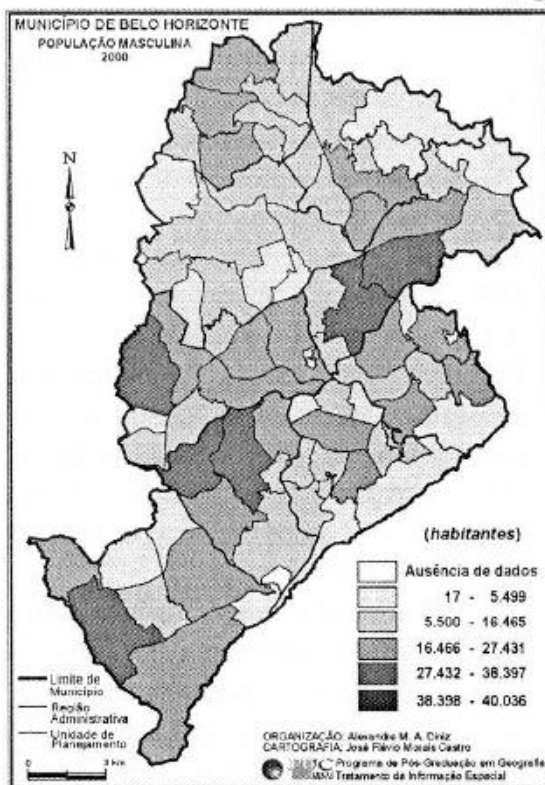 MUNICÍPIO DE BELO HORIZONTE
POPULAÇÃO MASCULINA
2000
N
(habitantes)
Ausência de dados
17 - 5.499
5.500 - 16.465
16.466 - 27.431
27.432 - 38.397
38.398 - 40.036
Limite de
Município
Região
Administrativa
Unidade de
Planejamento
0 3 km
ORGANIZAÇÃO: Alexandre M. A. Diniz
CARTOGRAFIA: José Flávio Morais Castro
Programa de Pós-Graduação em Geografia
Tratamento da Informação Espacial